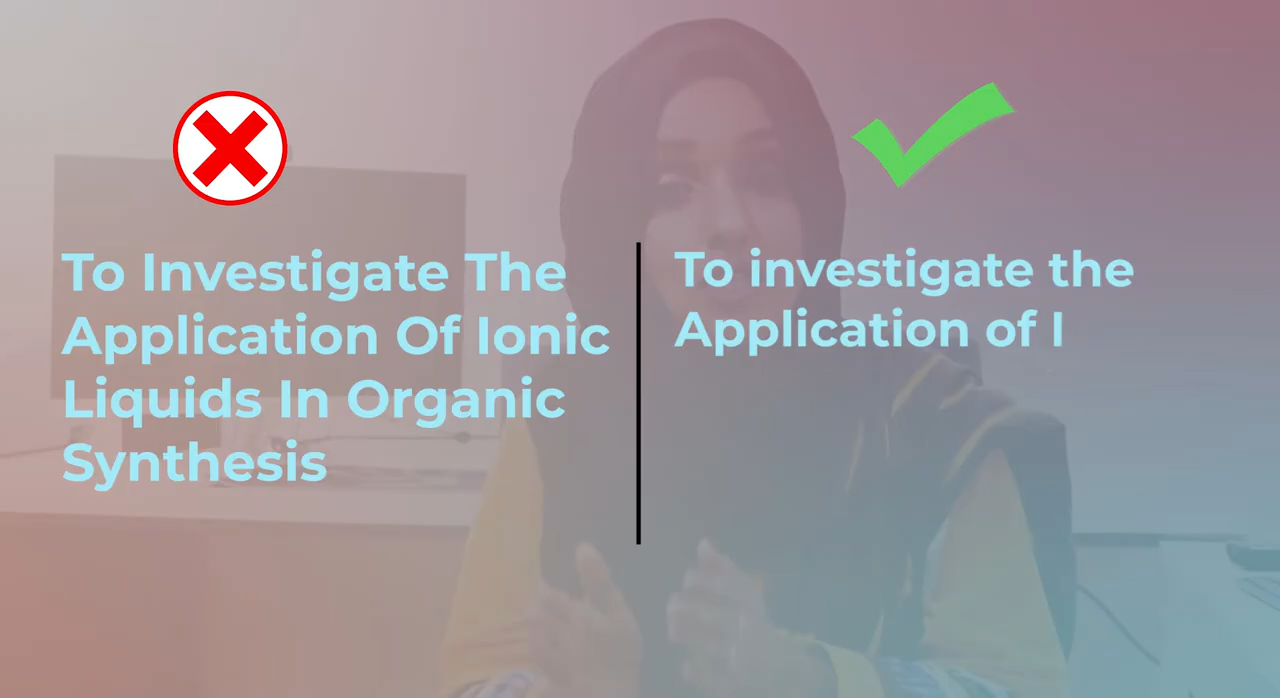 To Investigate The
Application Of Ionic
Liquids In Organic
Synthesis
To investigate the
Application of I